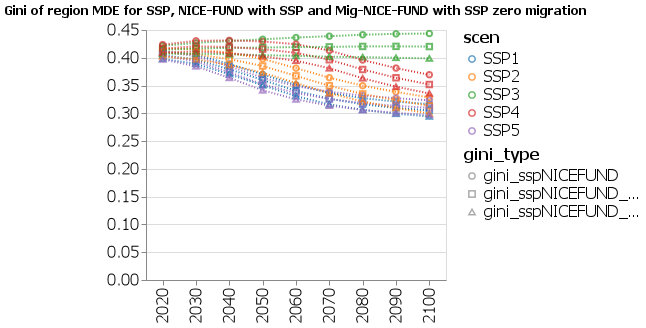 Gini of region MDE for SSP, NICE-FUND with SSP and Mig-NICE-FUND with SSP zero migration
0.45
0.40
0.35
0.30
0.25
0.20
0.15
0.10
0.05
0.00
2020
2030
2040
2050
2060
2070
2080
2090
2100
scen
SSP1
SSP2
SSP3
SSP4
SSP5
gini_type
gini_sspNICEFUND
gini_sspNICEFUND_...
gini_sspNICEFUND_...